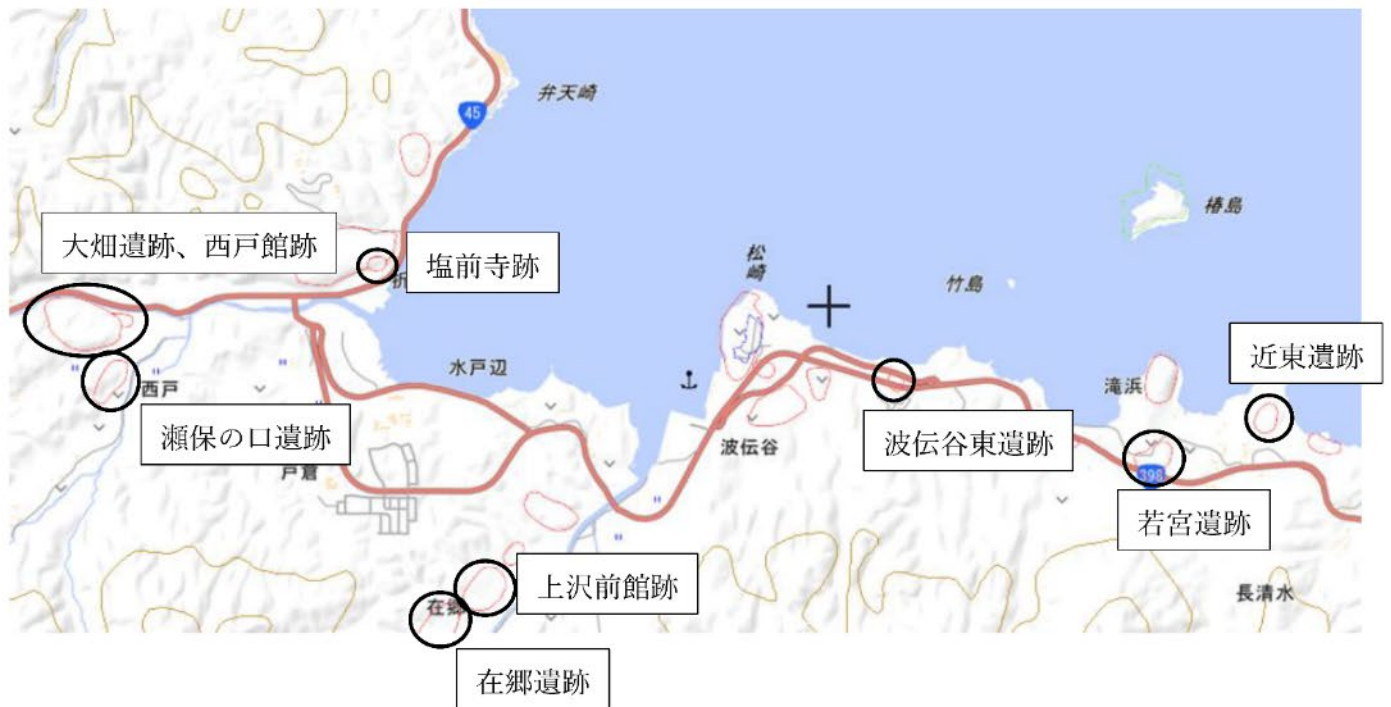 弁天崎
45
椿島
大畑遺跡、西戸館跡
塩前寺跡
折
松崎
竹島
水戸辺
近東遺跡
滝浜
西戸
瀬保の口遺跡
戸倉
波伝谷
波伝谷東遺跡
398
若宮遺跡
上沢前館跡
在郷
長清水
在郷遺跡